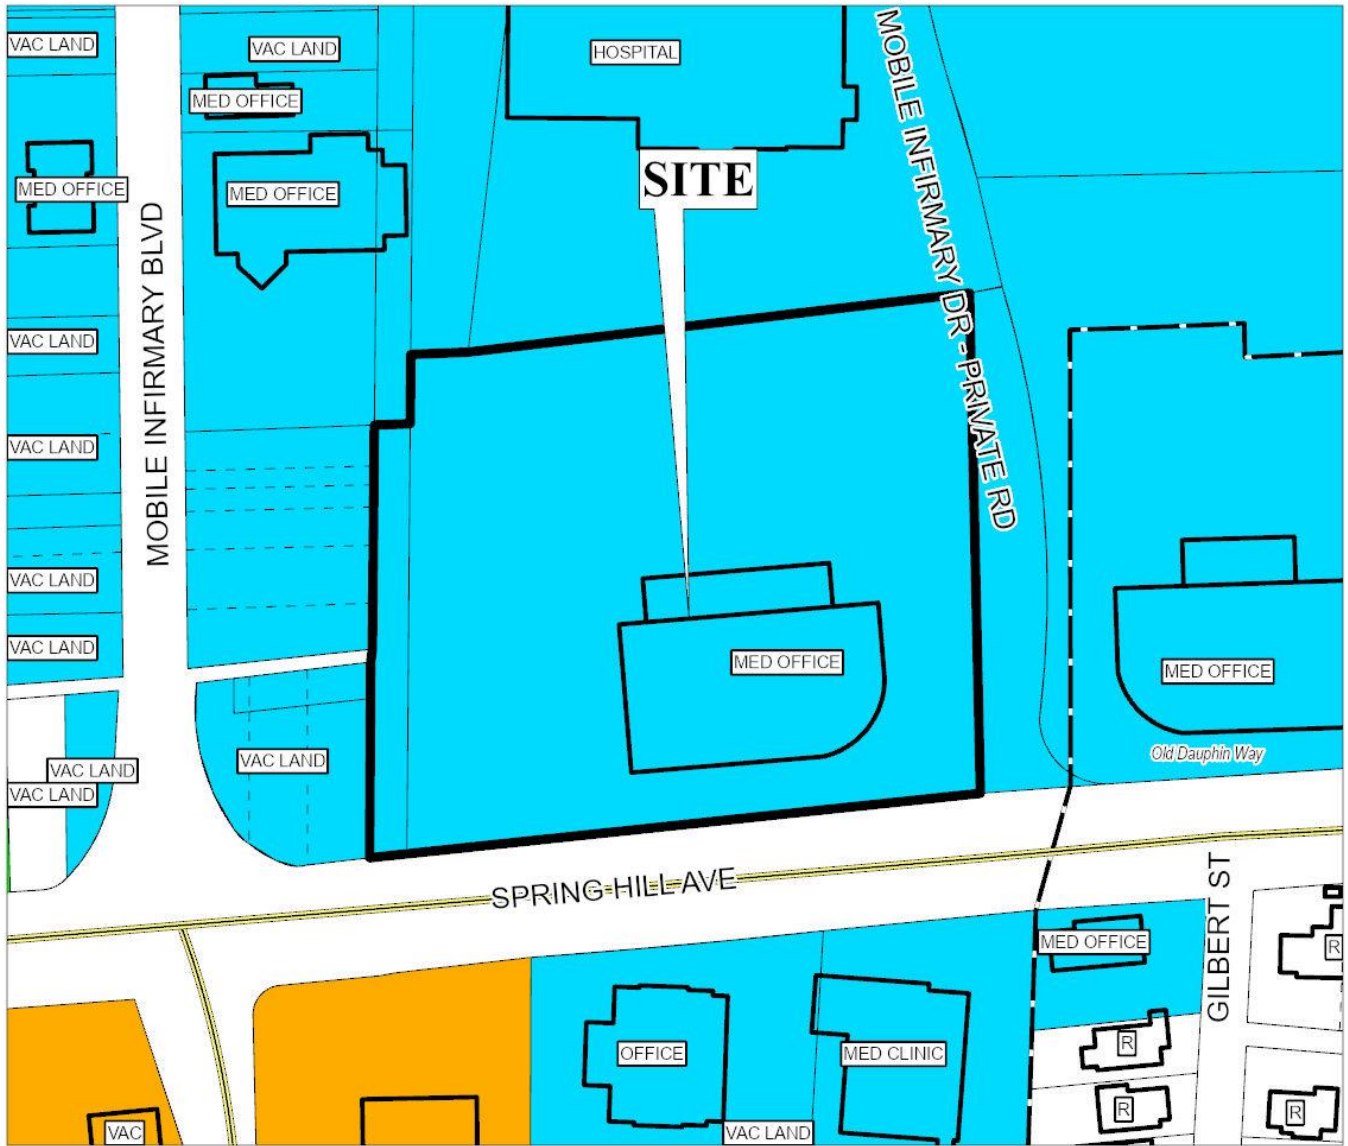 VAC LAND
VAC LAND
HOSPITAL
MED OFFICE
MED OFFICE
MED OFFICE
SITE
MOBILE INFIRMARY DR - PRIVATE RD
MOBILE INFIRMARY BLVD
VAC LAND
VAC LAND
VAC LAND
VAC LAND
MED OFFICE
MED OFFICE
Old Dauphin Way
VAC LAND
VAC LAND
VAC LAND
SPRING HILL AVE
GILBERT ST
MED OFFICE
R
OFFICE
MED CLINIC
R
R
R
VAC
VAC LAND